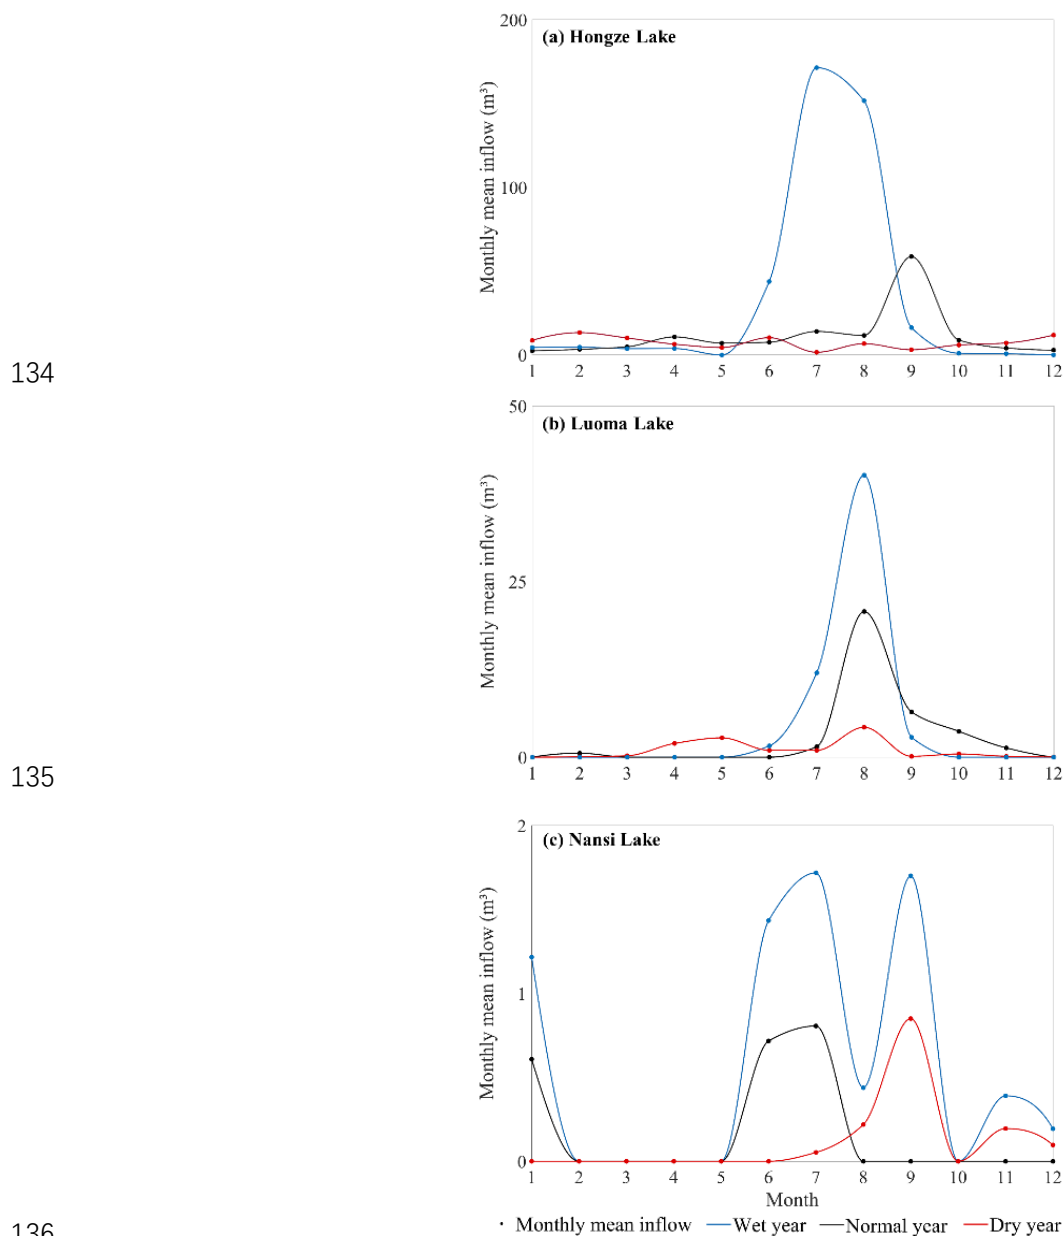 200
(a) Hongze Lake
Monthly mean inflow (m³)
100
0
1 2 3 4 5 6 7 8 9 10 11 12
134
50
(b) Luoma Lake
Monthly mean inflow (m³)
25
0
1 2 3 4 5 6 7 8 9 10 11 12
135
2
(c) Nansi Lake
Monthly mean inflow (m³)
1
0
1 2 3 4 5 6 7 8 9 10 11 12
Month
· Monthly mean inflow Wet year Normal year Dry year
136